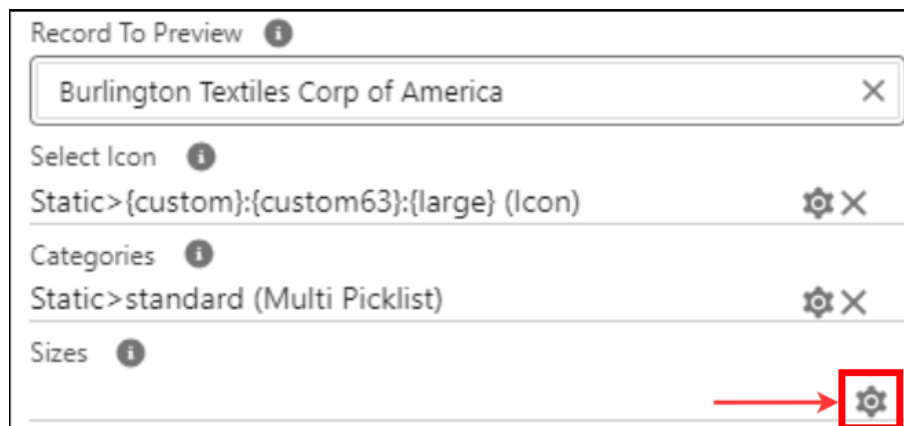 Record To Preview
Burlington Textiles Corp of America
Select Icon
Static>{custom}:{custom63}:{large} (Icon)
Categories
Static>standard (Multi Picklist)
Sizes